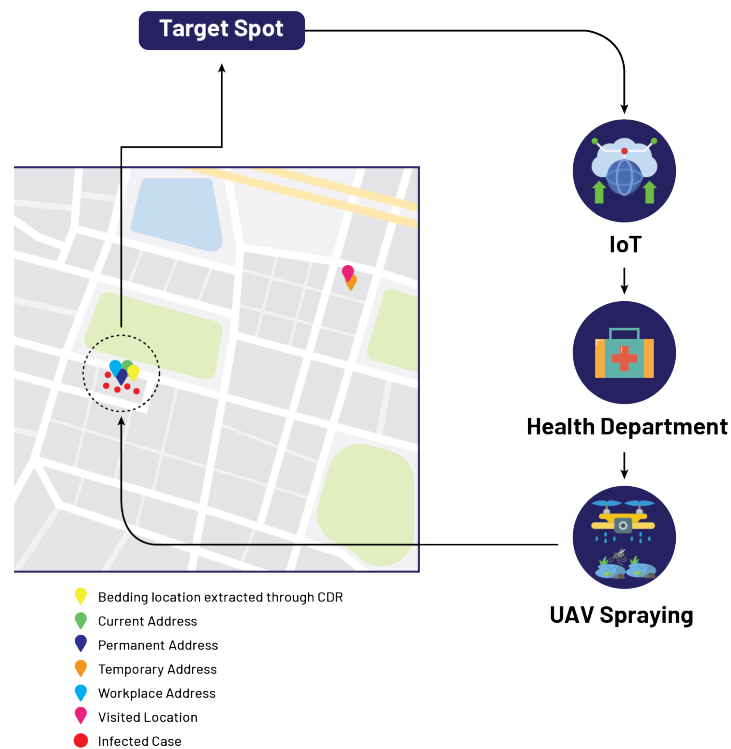 Target Spot
IoT
Health Department
UAV Spraying
Bedding location extracted through CDR
Current Address
Permanent Address
Temporary Address
Workplace Address
Visited Location
Infected Case